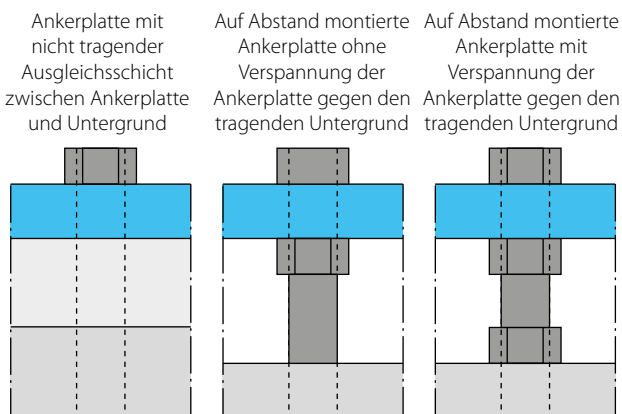 Ankerplatte mit
nicht tragender
Ausgleichsschicht
zwischen Ankerplatte
und Untergrund
Auf Abstand montierte
Ankerplatte ohne
Verspannung der
Ankerplatte gegen den
tragenden Untergrund
Auf Abstand montierte
Ankerplatte mit
Verspannung der
Ankerplatte gegen den
tragenden Untergrund